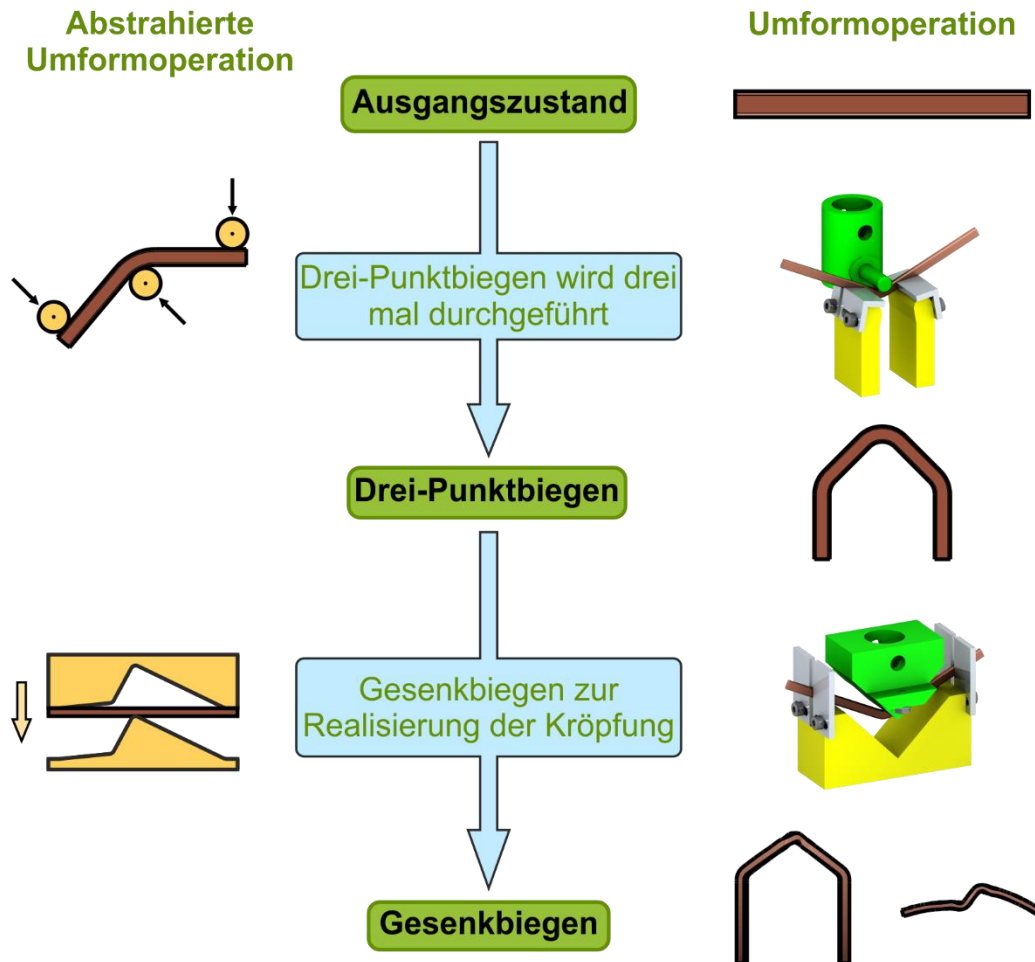 Abstrahierte
Umformoperation
Umformoperation
Ausgangszustand
Drei-Punktbiegen wird drei
mal durchgeführt
Drei-Punktbiegen
Gesenkbiegen zur
Realisierung der Kröpfung
Gesenkbiegen